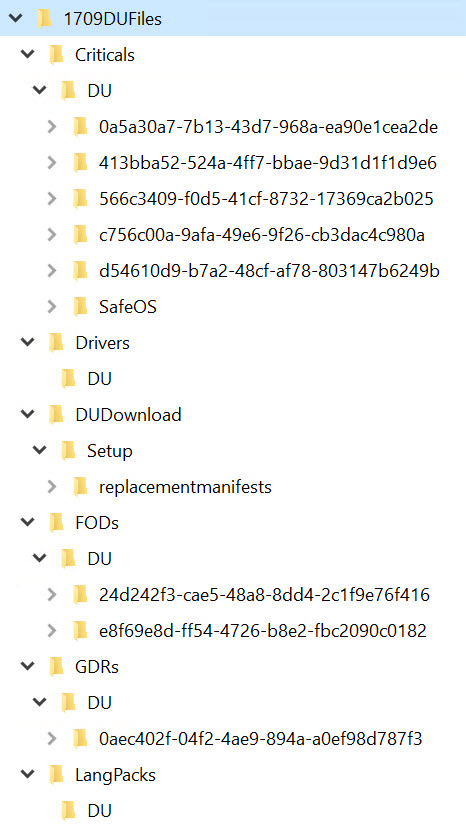 1709DUFiles
Criticals
DU
0a5a30a7-7b13-43d7-968a-ea90e1cea2de
413bba52-524a-4ff7-bbae-9d31d1f1d9e6
566c3409-f0d5-41cf-8732-17369ca2b025
c756c00a-9afa-49e6-9f26-cb3dac4c980a
d54610d9-b7a2-48cf-af78-803147b6249b
SafeOS
Drivers
DU
DUDownload
Setup
replacementmanifests
FODs
DU
24d242f3-cae5-48a8-8dd4-2c1f9e76f416
e8f69e8d-ff54-4726-b8e2-fbc2090c0182
GDRs
DU
0aec402f-04f2-4ae9-894a-a0ef98d787f3
LangPacks
DU